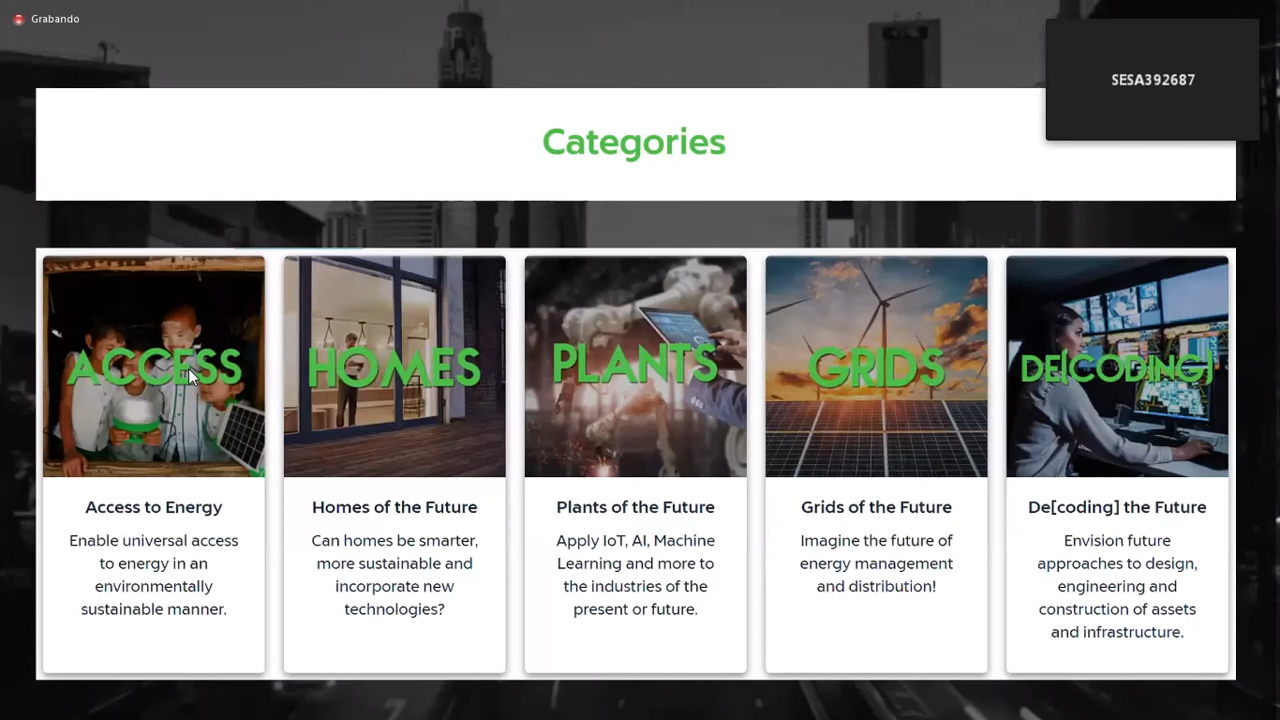 Grabando
SESA392687
Categories
ACCESS
HOMES
PLANTS
GRIDS
DE[CODING]
Access to Energy
Enable universal access
to energy in an
environmentally
sustainable manner.
Homes of the Future
Can homes be smarter,
more sustainable and
incorporate new
technologies?
Plants of the Future
Apply IoT, AI, Machine
Learning and more to
the industries of the
present or future.
Grids of the Future
Imagine the future of
energy management
and distribution!
De[coding] the Future
Envision future
approaches to design,
engineering and
construction of assets
and infrastructure.